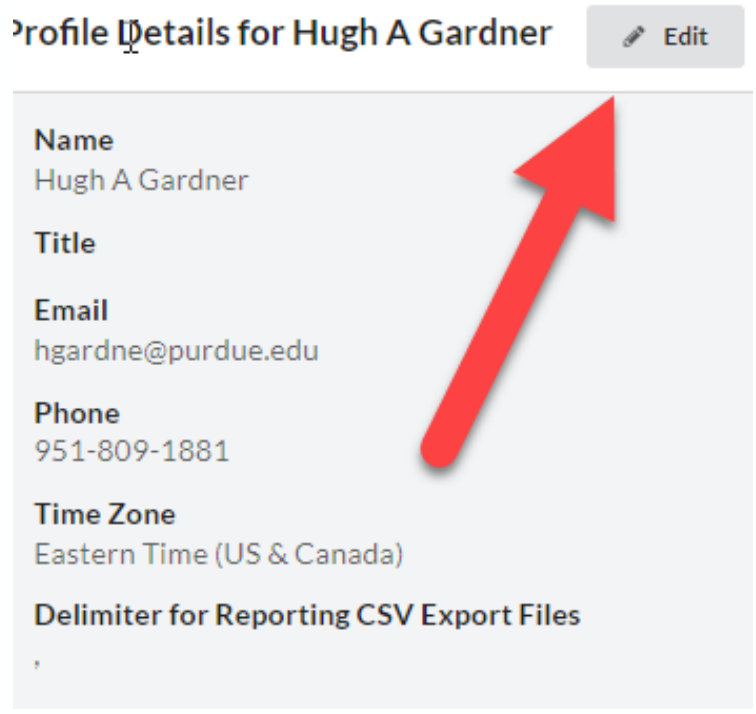 Profile Details for Hugh A Gardner
Edit
Name
Hugh A Gardner
Title
Email
hgardne@purdue.edu
Phone
951-809-1881
Time Zone
Eastern Time (US & Canada)
Delimiter for Reporting CSV Export Files
,